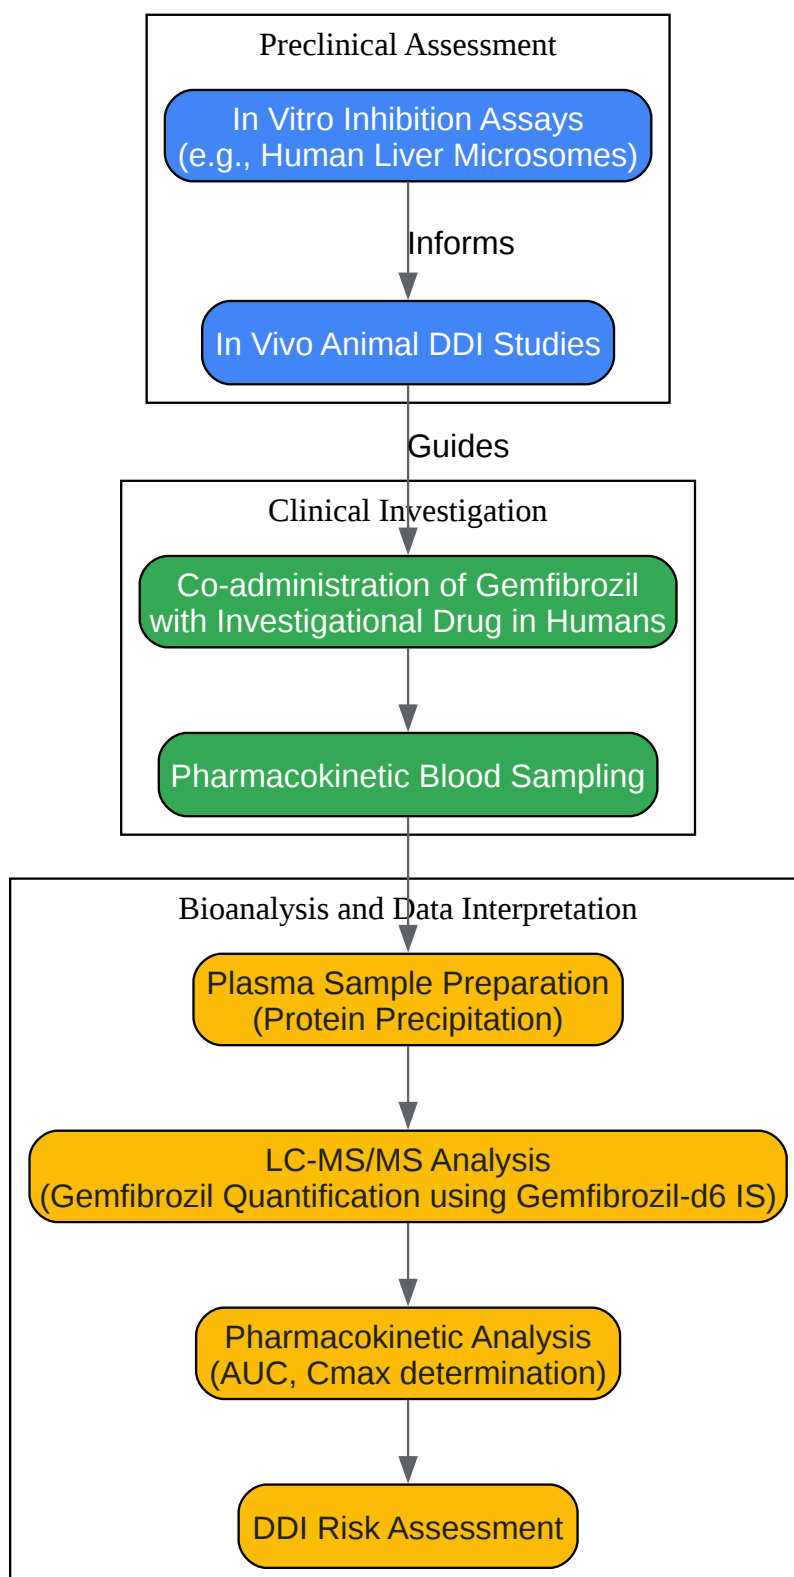 Preclinical Assessment
In Vitro Inhibition Assays
(e.g., Human Liver Microsomes)
Informs
In Vivo Animal DDI Studies
Guides
Clinical Investigation
Co-administration of Gemfibrozil
with Investigational Drug in Humans
Pharmacokinetic Blood Sampling
Bioanalysis and Data Interpretation
Plasma Sample Preparation
(Protein Precipitation)
LC-MS/MS Analysis
(Gemfibrozil Quantification using Gemfibrozil-d6 IS)
Pharmacokinetic Analysis
(AUC, Cmax determination)
DDI Risk Assessment